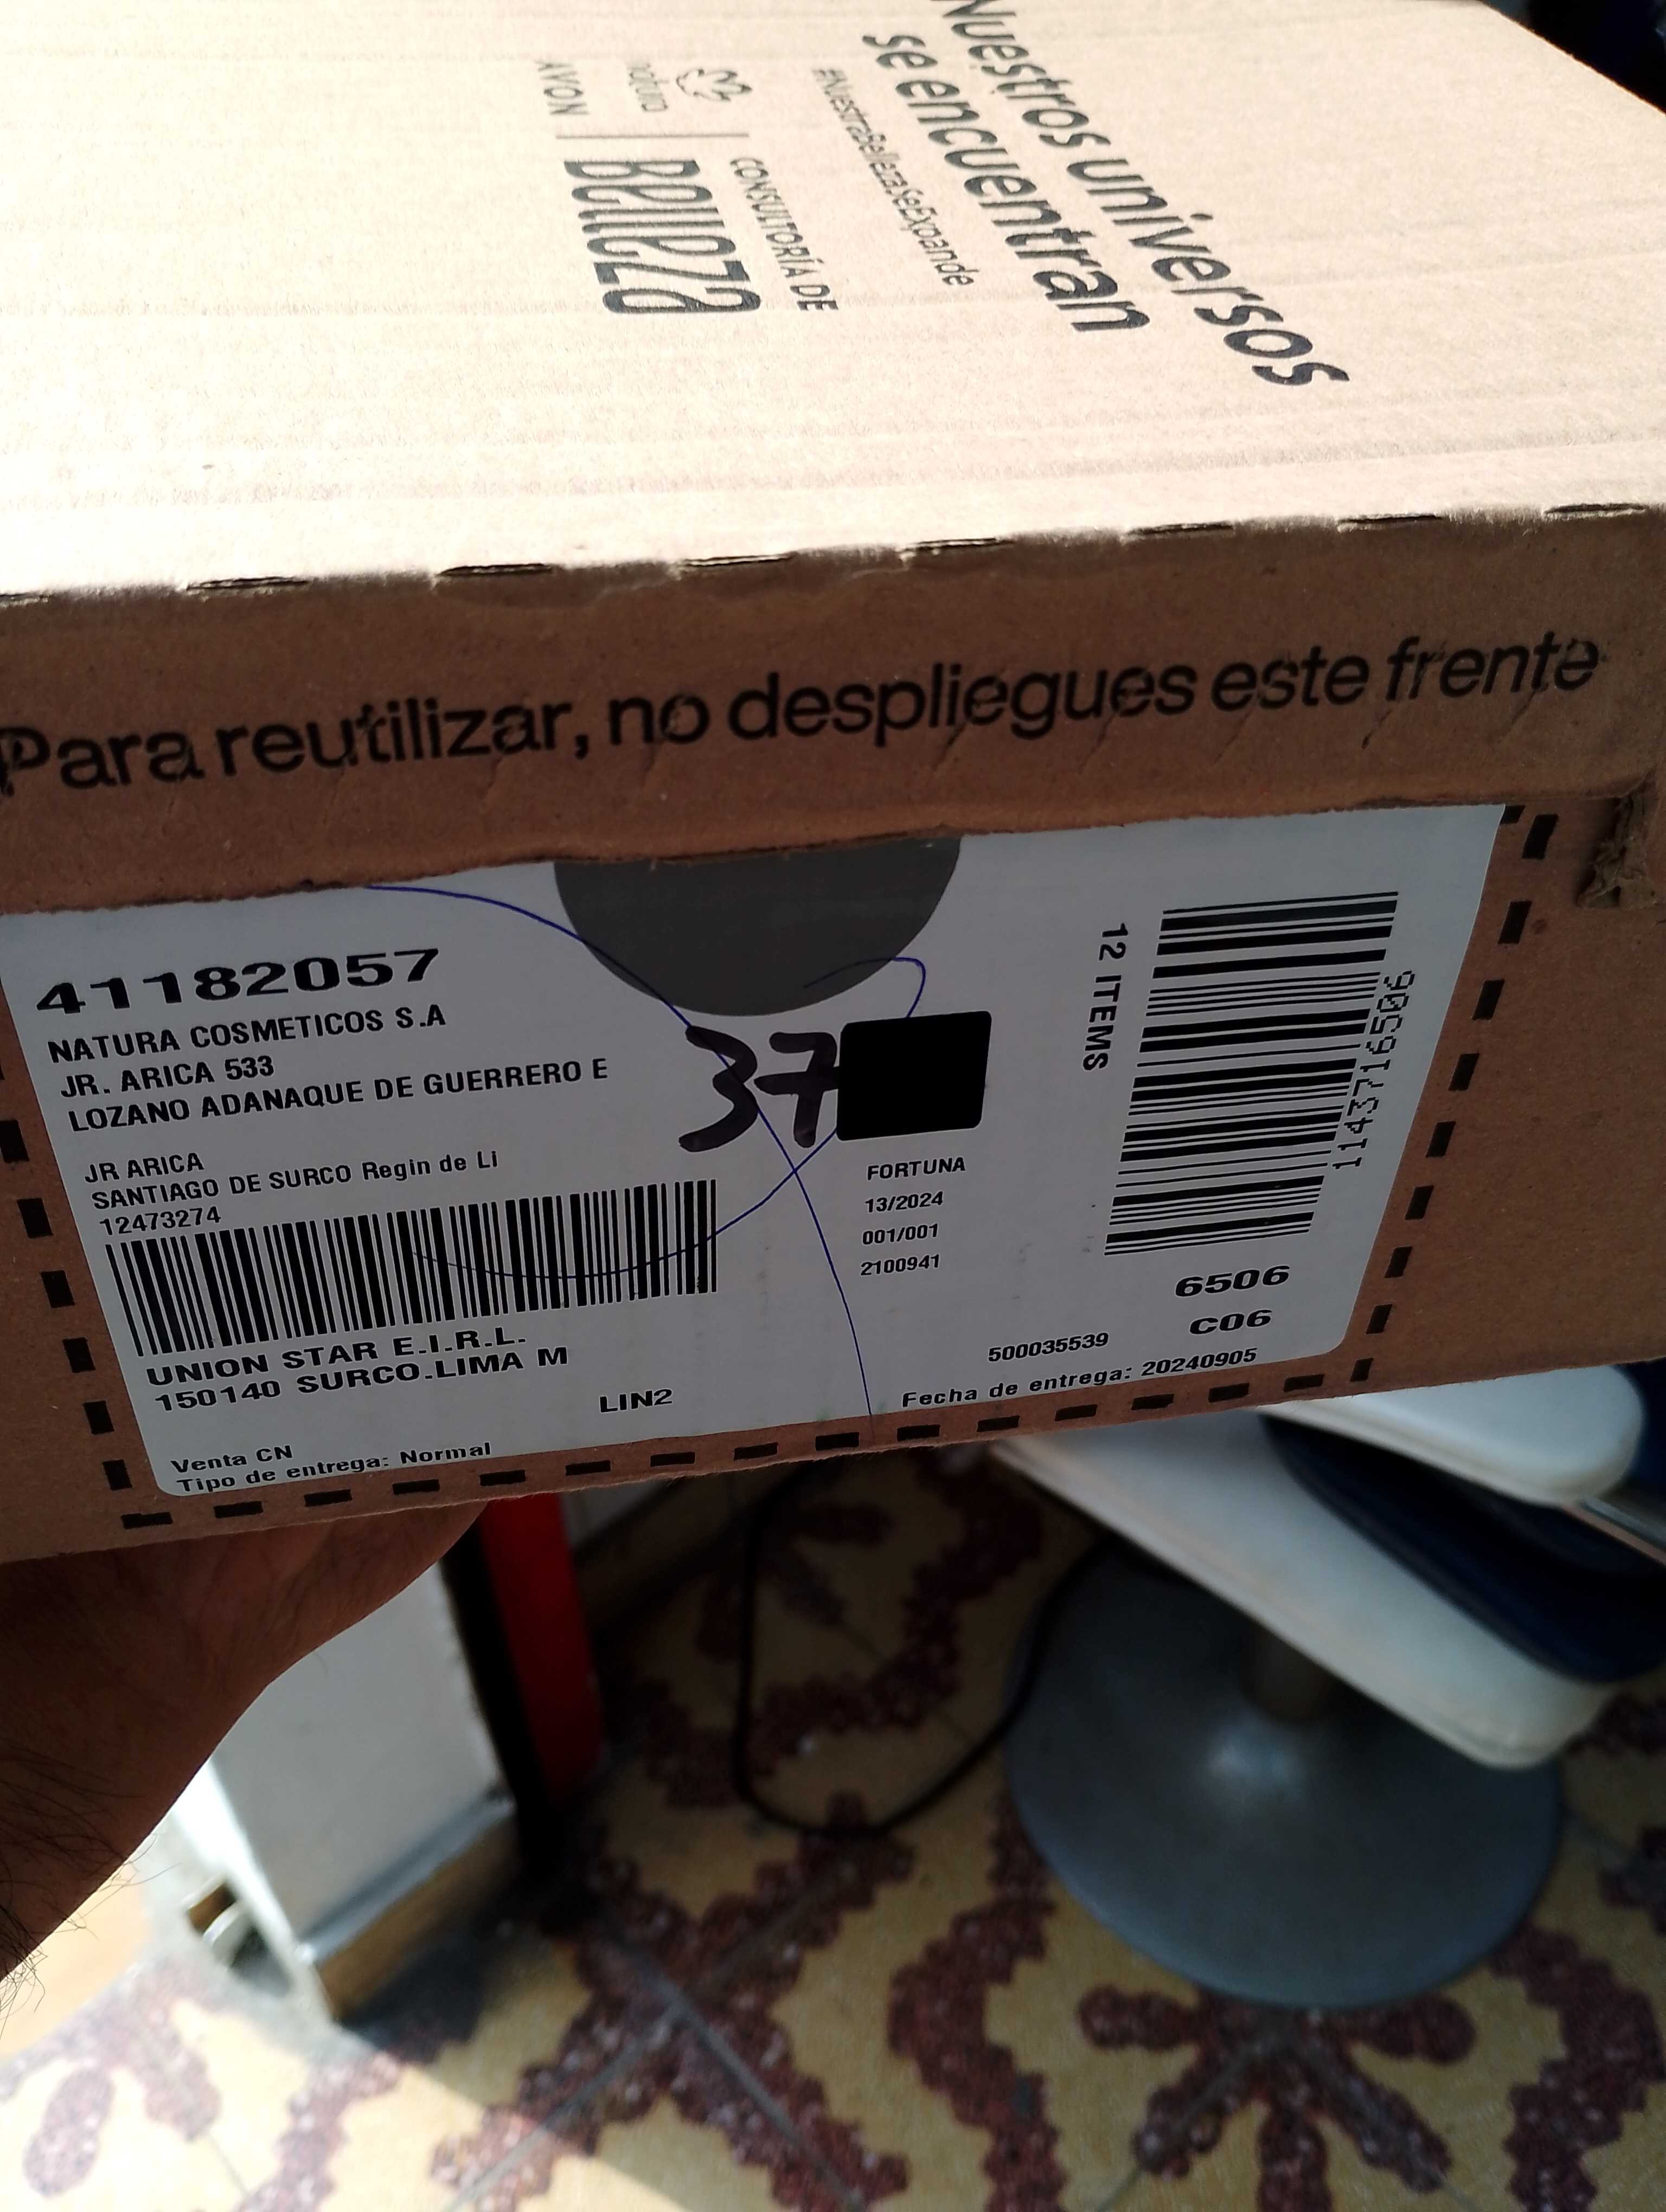 Nuestros universos
se encuentran
#NuestraBellezaSeExpande
CONSULTORÍA DE
Belleza
natura
AVON
Para reutilizar, no despliegues este frente
41182057
NATURA COSMETICOS S.A
JR. ARICA 533
LOZANO ADANAQUE DE GUERRERO E
JR ARICA
SANTIAGO DE SURCO Regin de Li
12473274
UNION STAR E.I.R.L.
150140 SURCO.LIMA M
LIN2
Venta CN
Tipo de entrega: Normal
37
FORTUNA
13/2024
001/001
2100941
12 ITEMS
11437716506
6506
C06
500035539
Fecha de entrega: 20240905